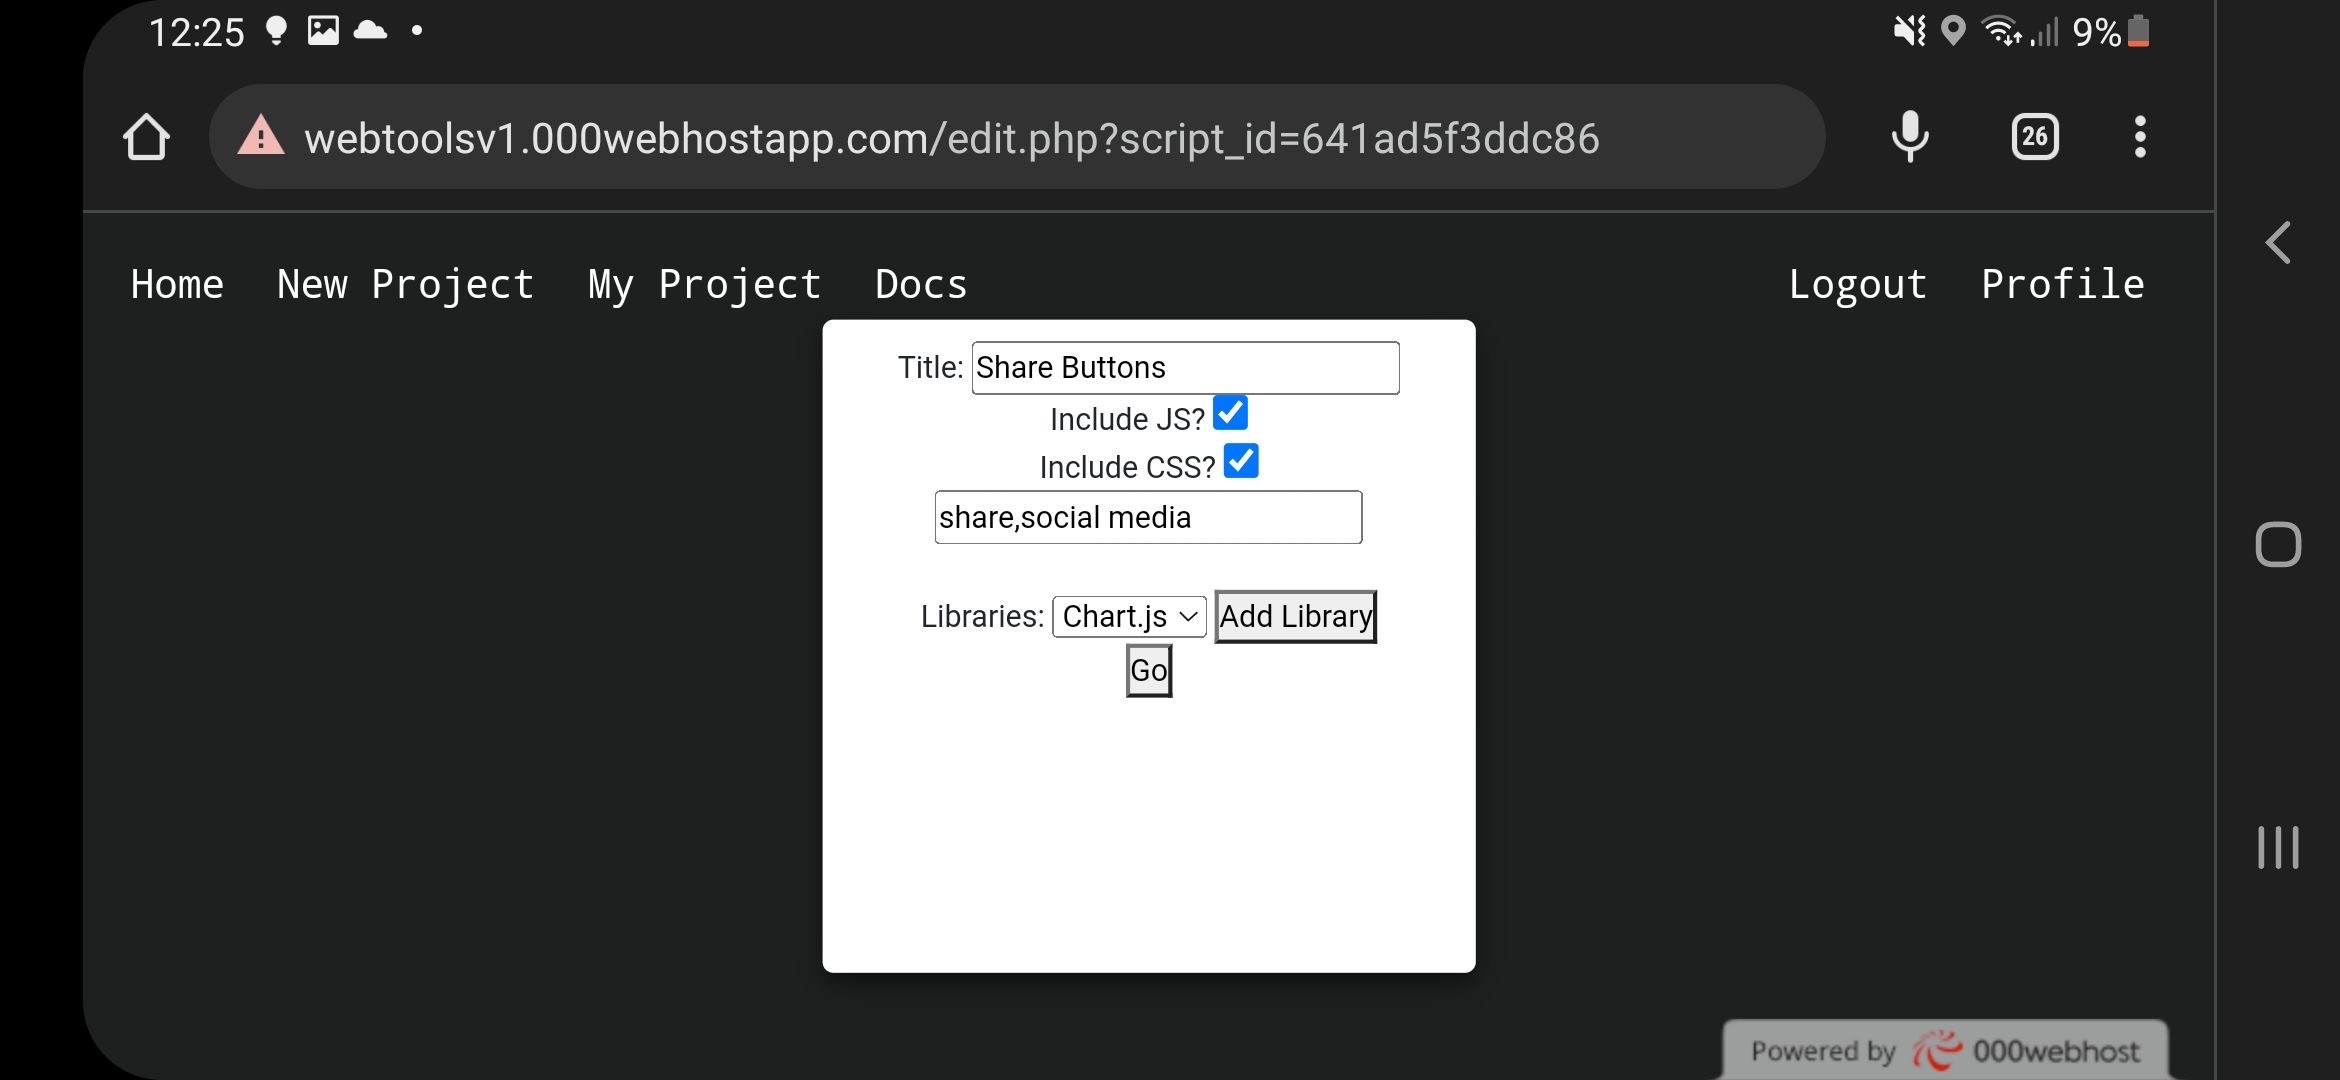 12:25 9%
webtoolsv1.000webhostapp.com/edit.php?script_id=641ad5f3ddc86
26
Home New Project My Project Docs Logout Profile
Title: Share Buttons
Include JS?
Include CSS?
share,social media
Libraries: Chart.js Add Library
Go
Powered by 000webhost